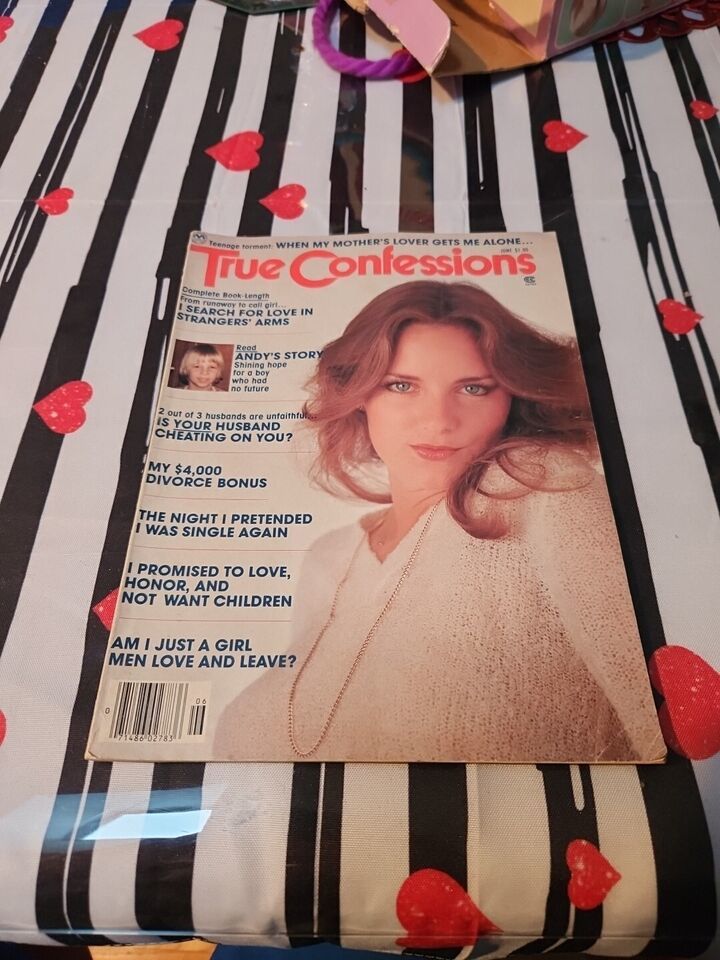 Teenage torment: WHEN MY MOTHER'S LOVER GETS ME ALONE...
JUNE
True Confessions
Complete Book-Length
From runaway to call girl...
I SEARCH FOR LOVE IN
STRANGERS' ARMS
Read
ANDY'S STORY
Shining hope
for a boy
who had
no future
2 out of 3 husbands are unfaithful...
IS YOUR HUSBAND
CHEATING ON YOU?
MY $4,000
DIVORCE BONUS
THE NIGHT I PRETENDED
I WAS SINGLE AGAIN
I PROMISED TO LOVE,
HONOR, AND
NOT WANT CHILDREN
AM I JUST A GIRL
MEN LOVE AND LEAVE?
06
0
71486 02783